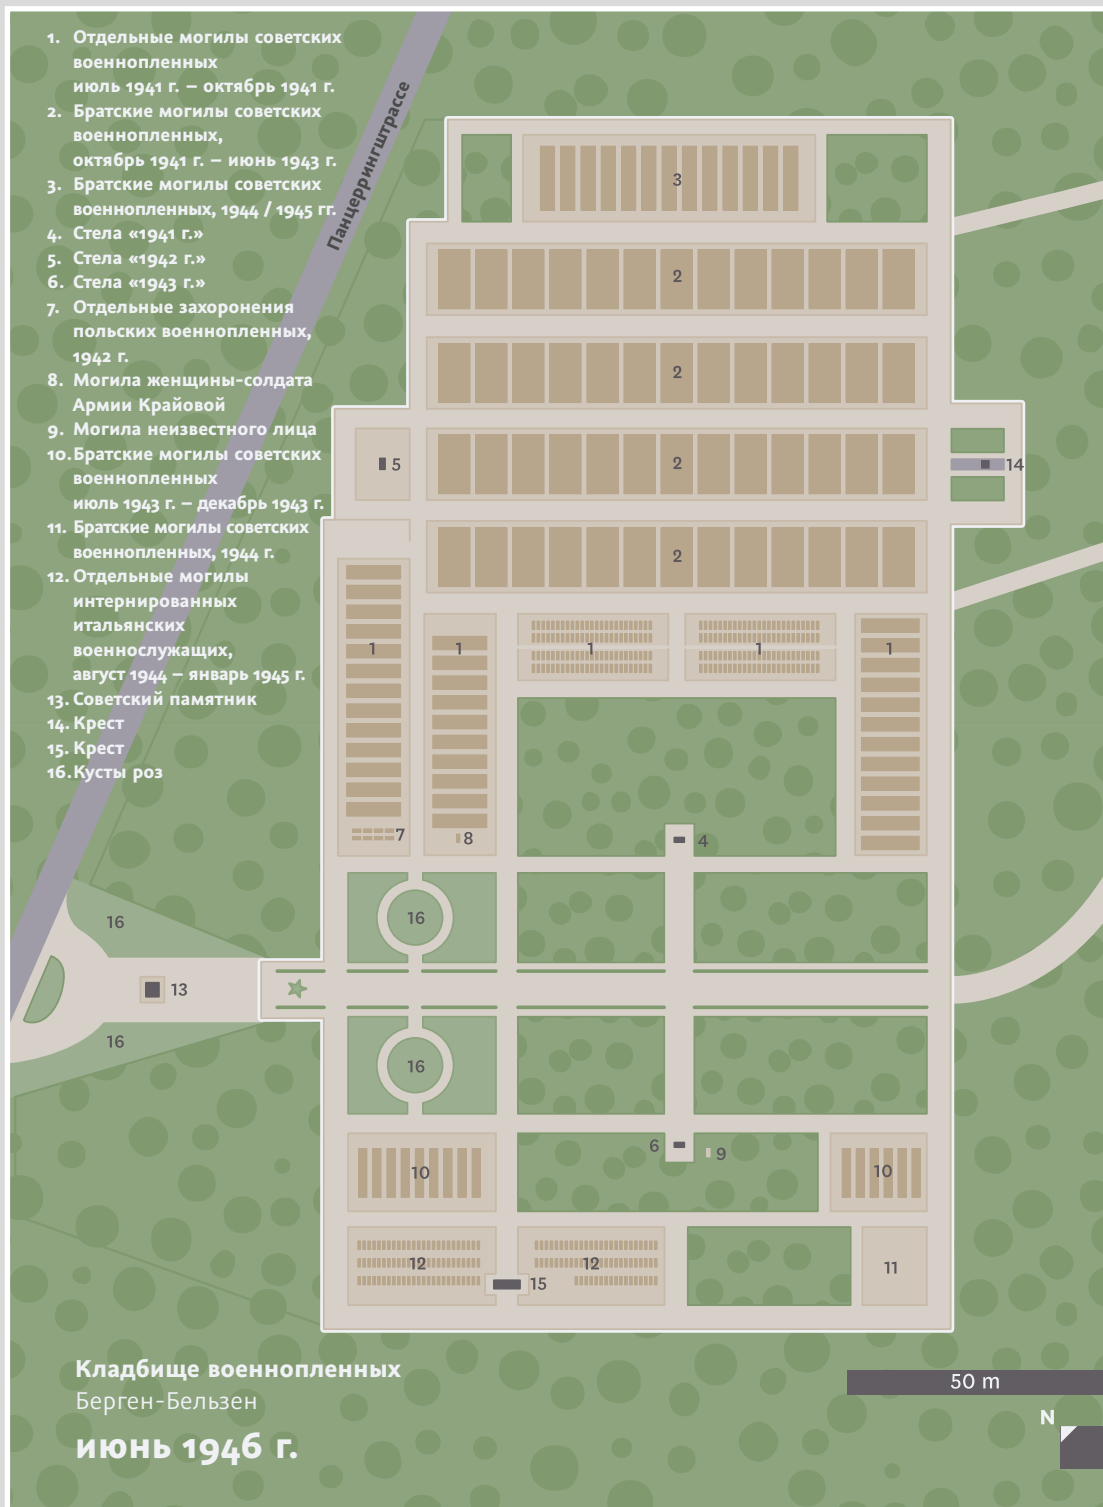 1. Отдельные могилы советских
военнопленных
июль 1941 г. – октябрь 1941 г.
2. Братские могилы советских
военнопленных,
октябрь 1941 г. – июнь 1943 г.
3. Братские могилы советских
военнопленных, 1944 / 1945 гг.
4. Стела «1941 г.»
5. Стела «1942 г.»
6. Стела «1943 г.»
7. Отдельные захоронения
польских военнопленных,
1942 г.
8. Могила женщины-солдата
Армии Крайовой
9. Могила неизвестного лица
10. Братские могилы советских
военнопленных
июль 1943 г. – декабрь 1943 г.
11. Братские могилы советских
военнопленных, 1944 г.
12. Отдельные могилы
интернированных
итальянских
военнослужащих,
август 1944 – январь 1945 г.
13. Советский памятник
14. Крест
15. Крест
16. Кусты роз
Панцеррингштрассе
3
2
2
5
2
14
2
1
1
1
1
1
7
8
4
16
16
13
16
16
6
9
10
10
12
12
15
11
Кладбище военнопленных
Берген-Бельзен
июнь 1946 г.
50 m
N